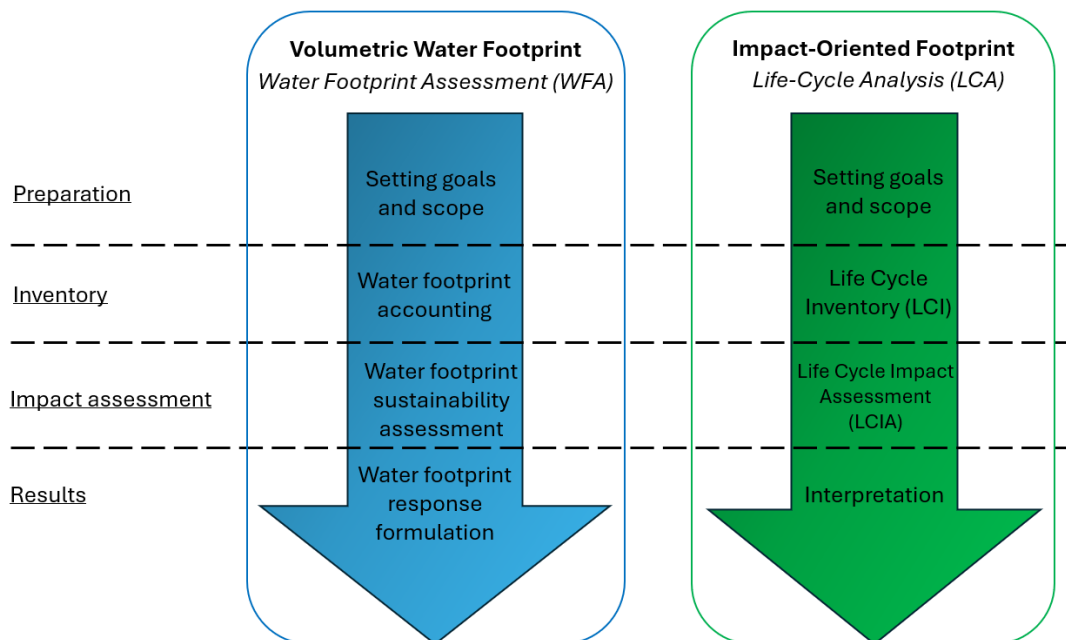 Volumetric Water Footprint
Water Footprint Assessment (WFA)
Impact-Oriented Footprint
Life-Cycle Analysis (LCA)
Preparation
Setting goals
and scope
Setting goals
and scope
Inventory
Water footprint
accounting
Life Cycle
Inventory (LCI)
Impact assessment
Water footprint
sustainability
assessment
Life Cycle Impact
Assessment
(LCIA)
Results
Water footprint
response
formulation
Interpretation